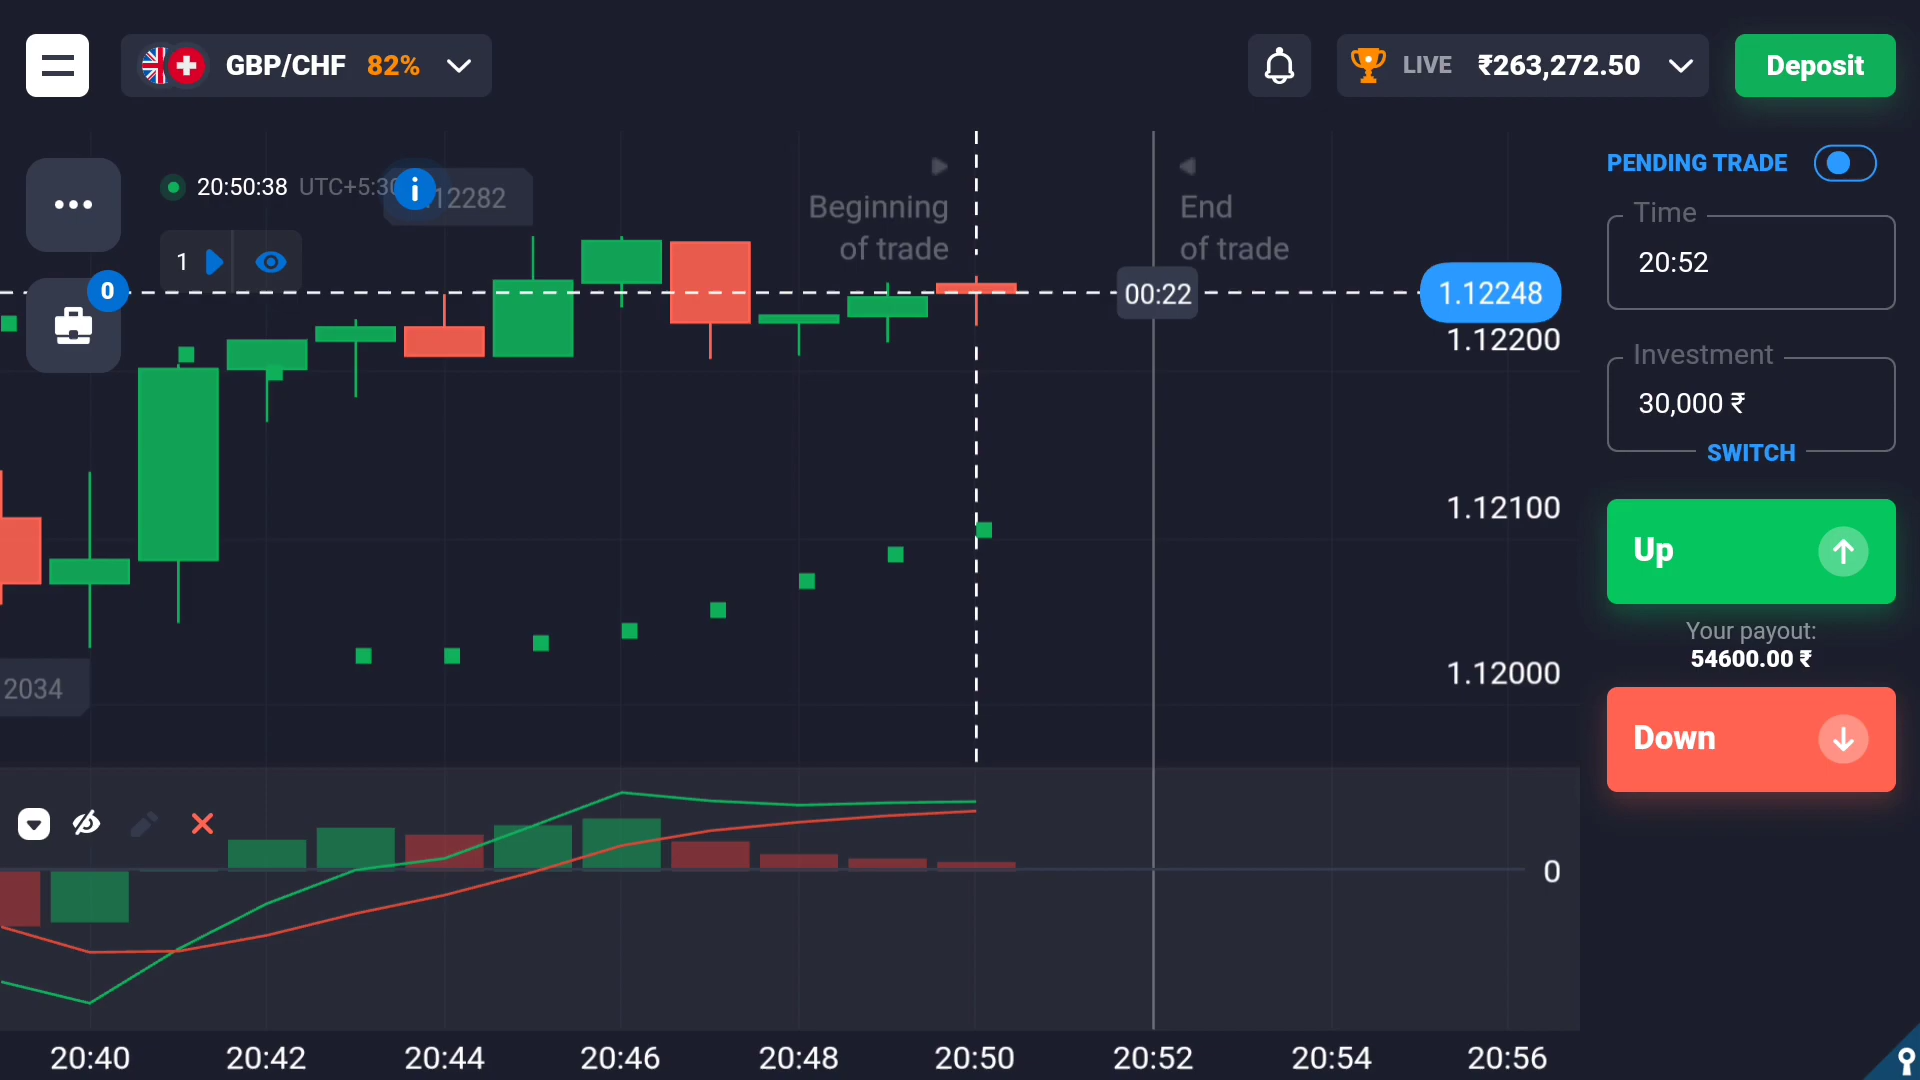 GBP/CHF 82%
LIVE ₹263,272.50
Deposit
20:50:38 UTC+5:30
12282
1
0
Beginning
of trade
End
of trade
00:22
1.12248
1.12200
1.12100
1.12000
2034
0
20:40 20:42 20:44 20:46 20:48 20:50 20:52 20:54 20:56
PENDING TRADE
Time
20:52
Investment
30,000 ₹
SWITCH
Up
Your payout:
54600.00 ₹
Down